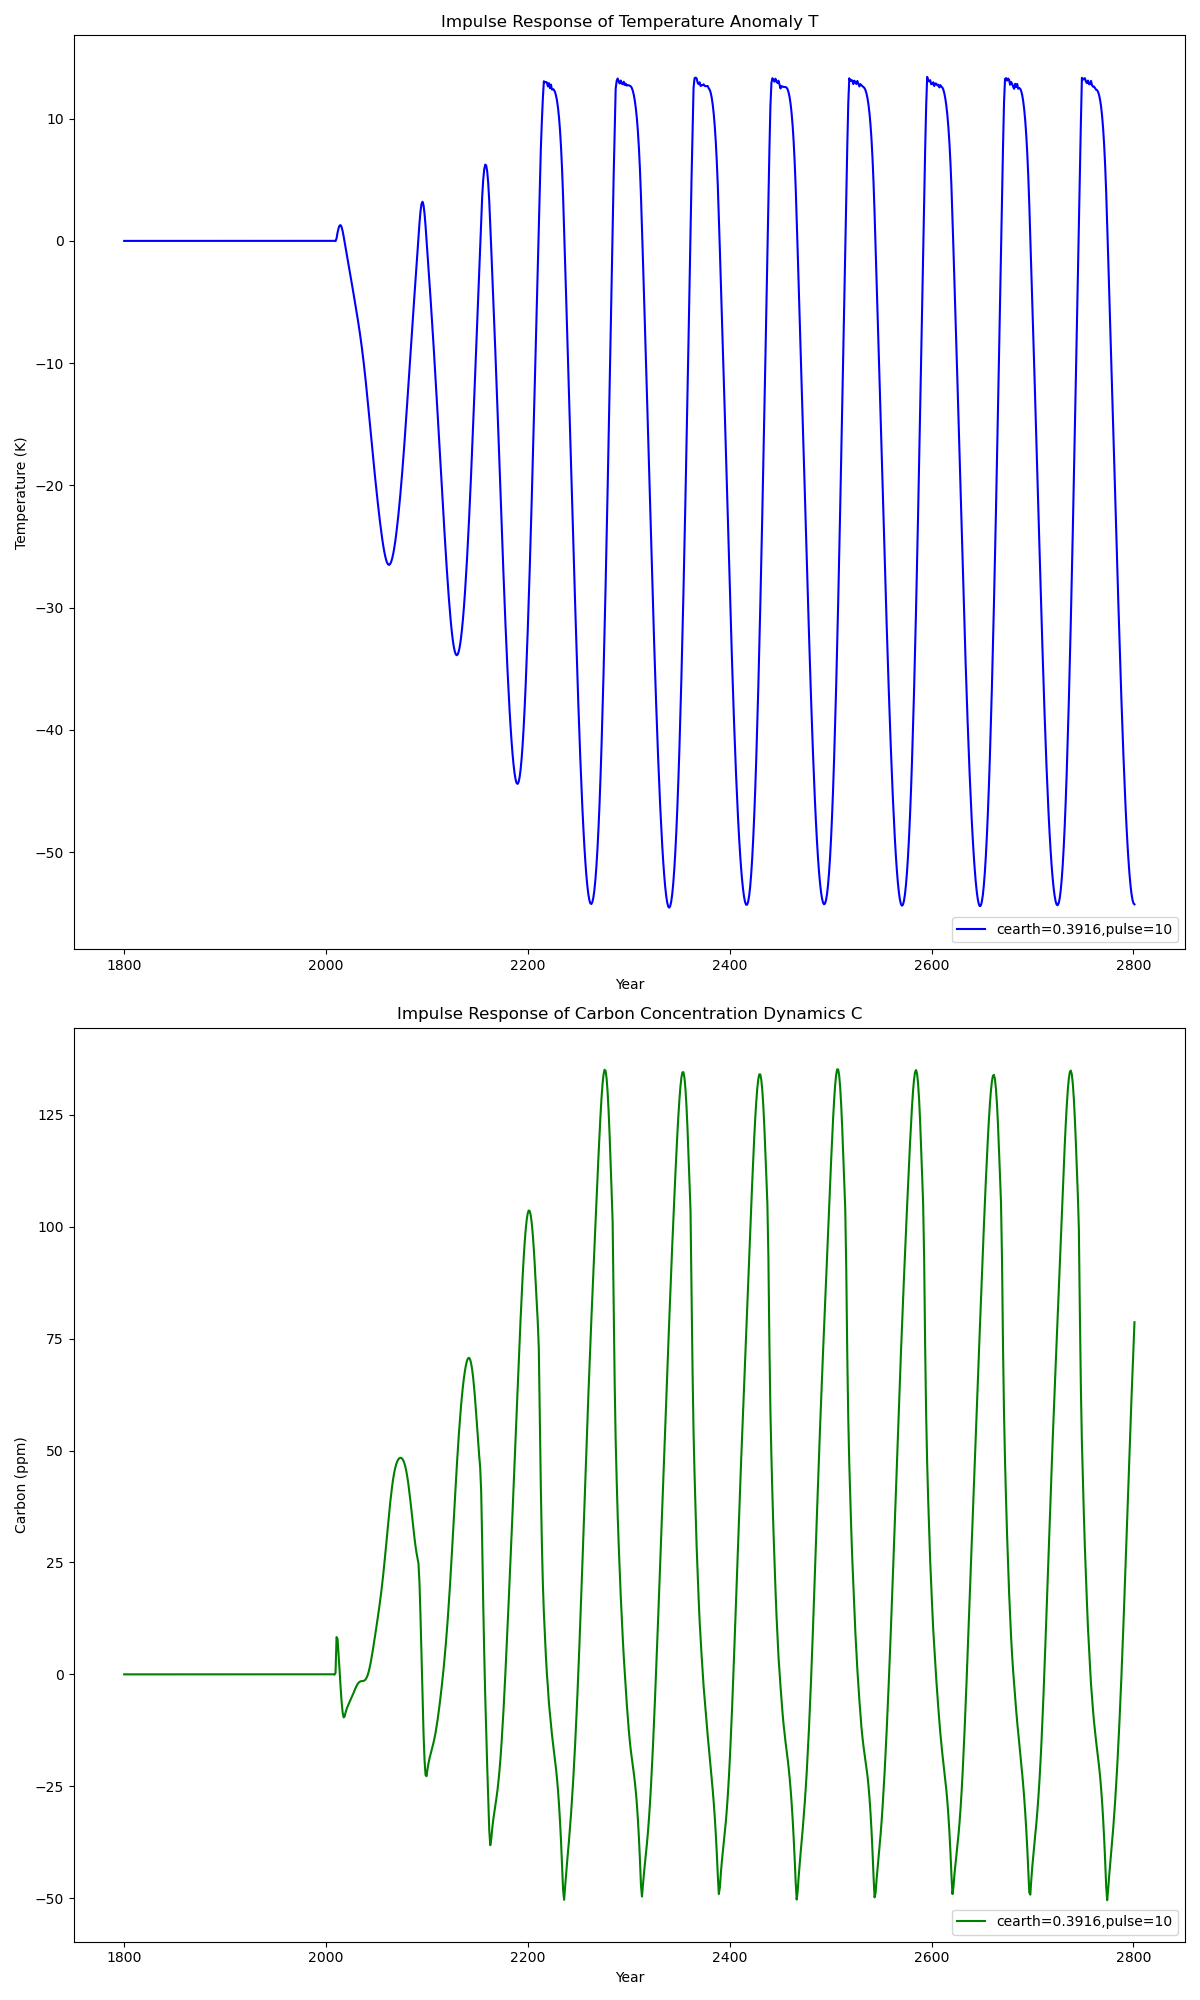 Impulse Response of Temperature Anomaly T
10
0
−10
−20
−30
−40
−50
Temperature (K)
cearth=0.3916,pulse=10
1800 2000 2200 2400 2600 2800
Year
Impulse Response of Carbon Concentration Dynamics C
125
100
75
50
25
0
−25
−50
Carbon (ppm)
cearth=0.3916,pulse=10
1800 2000 2200 2400 2600 2800
Year